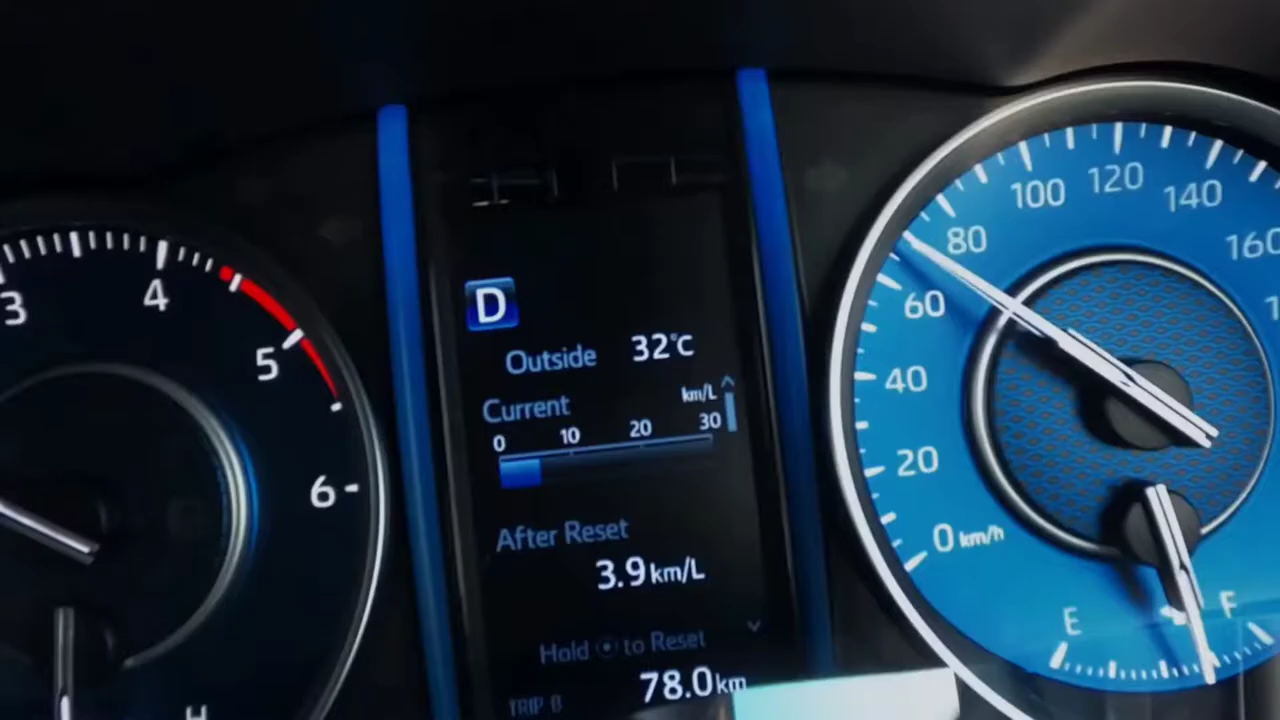 3
4
5
6
H
D
Outside 32°C
Current km/L
0 10 20 30
After Reset
3.9 km/L
Hold to Reset
TRIP B 78.0 km
0 km/h
20
40
60
80
100
120
140
160
E F